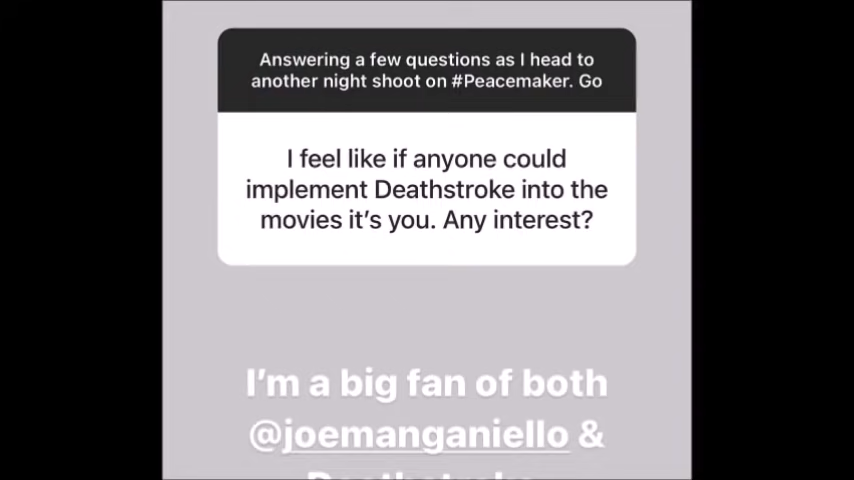 Answering a few questions as I head to
another night shoot on #Peacemaker. Go
I feel like if anyone could
implement Deathstroke into the
movies it's you. Any interest?
I'm a big fan of both
@joemanganiello &
Deathstroke